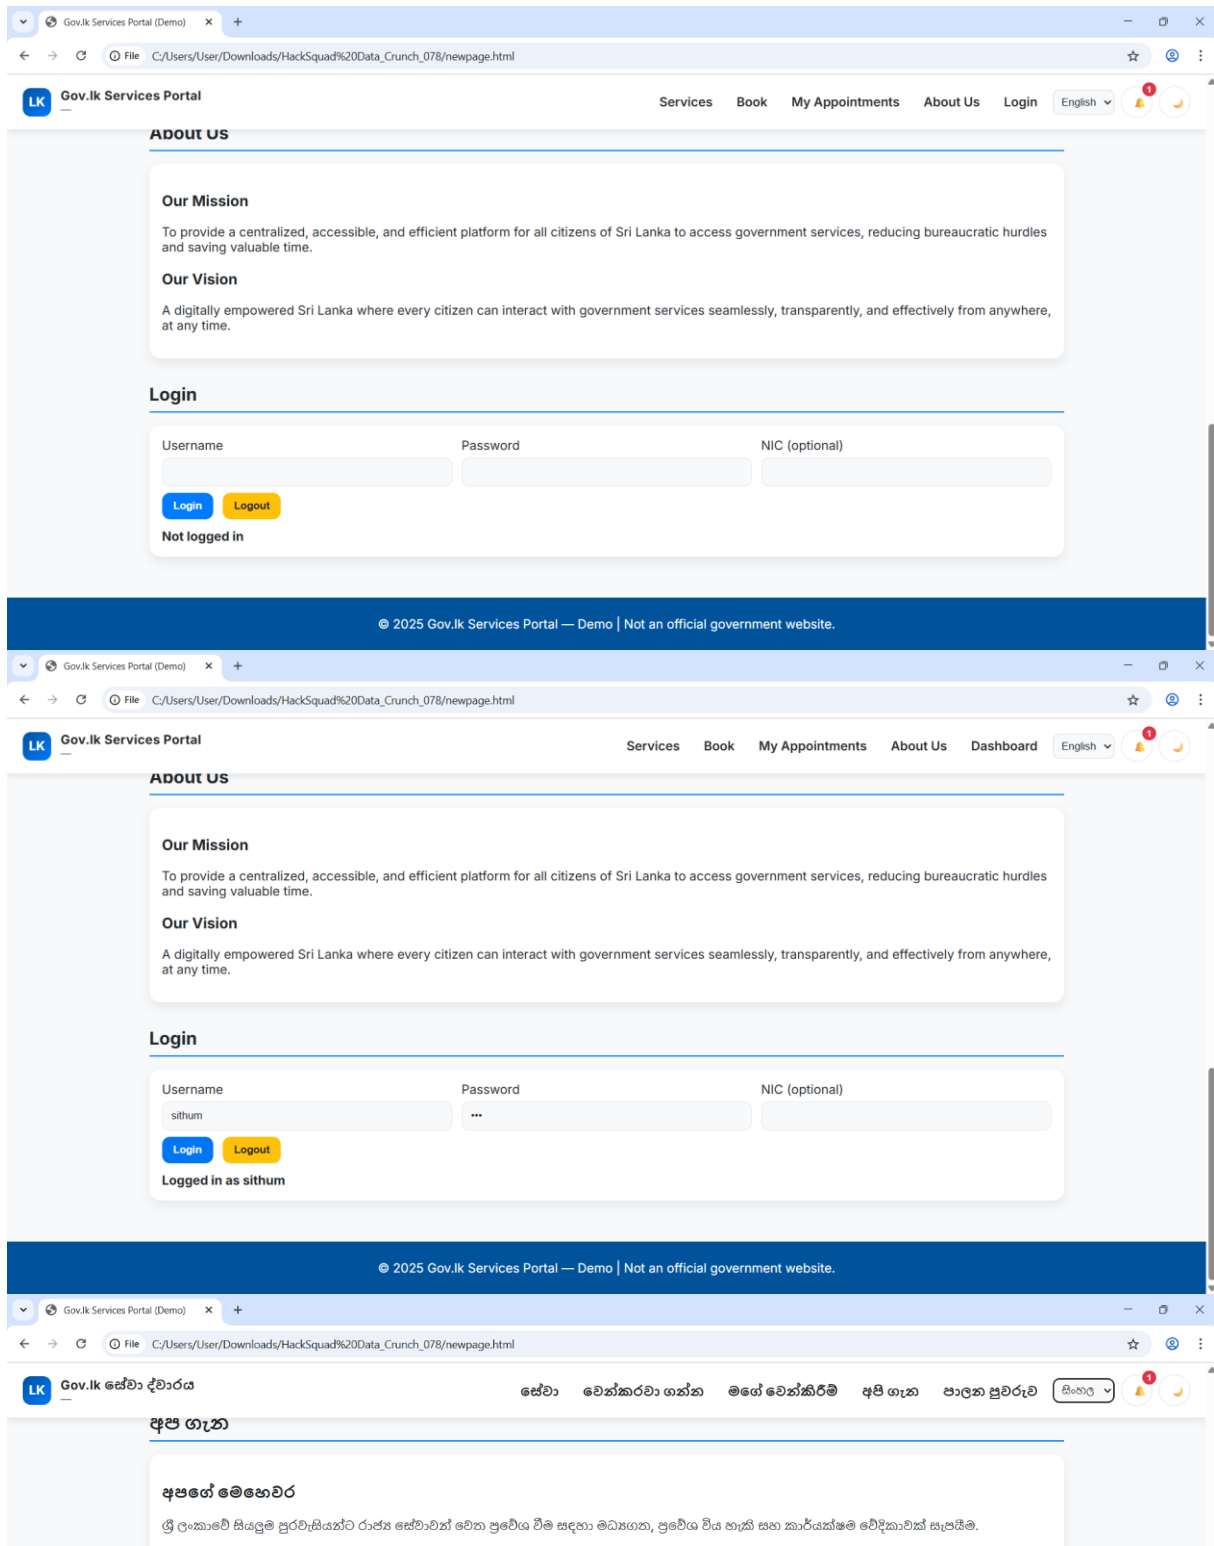 Gov.lk Services Portal (Demo)
File C:/Users/User/Downloads/HackSquad%20Data_Crunch_078/newpage.html
LK Gov.lk Services Portal Services Book My Appointments About Us Login English 1
—
About Us
Our Mission
To provide a centralized, accessible, and efficient platform for all citizens of Sri Lanka to access government services, reducing bureaucratic hurdles
and saving valuable time.
Our Vision
A digitally empowered Sri Lanka where every citizen can interact with government services seamlessly, transparently, and effectively from anywhere,
at any time.
Login
Username Password NIC (optional)
Login Logout
Not logged in
© 2025 Gov.lk Services Portal — Demo | Not an official government website.
Gov.lk Services Portal (Demo)
File C:/Users/User/Downloads/HackSquad%20Data_Crunch_078/newpage.html
LK Gov.lk Services Portal Services Book My Appointments About Us Dashboard English 1
—
About Us
Our Mission
To provide a centralized, accessible, and efficient platform for all citizens of Sri Lanka to access government services, reducing bureaucratic hurdles
and saving valuable time.
Our Vision
A digitally empowered Sri Lanka where every citizen can interact with government services seamlessly, transparently, and effectively from anywhere,
at any time.
Login
Username Password NIC (optional)
sithum •••
Login Logout
Logged in as sithum
© 2025 Gov.lk Services Portal — Demo | Not an official government website.
Gov.lk Services Portal (Demo)
File C:/Users/User/Downloads/HackSquad%20Data_Crunch_078/newpage.html
LK Gov.lk සේවා ද්වාරය සේවා වෙන්කරවා ගන්න මගේ වෙන්කිරීම් අපි ගැන පාලන පුවරුව සිංහල 1
—
අප ගැන
අපගේ මෙහෙවර
ශ්‍රී ලංකාවේ සියලුම පුරවැසියන්ට රාජ්‍ය සේවාවන් වෙත ප්‍රවේශ වීම සඳහා මධ්‍යගත, ප්‍රවේශ විය හැකි සහ කාර්යක්ෂම වේදිකාවක් සැපයීම.